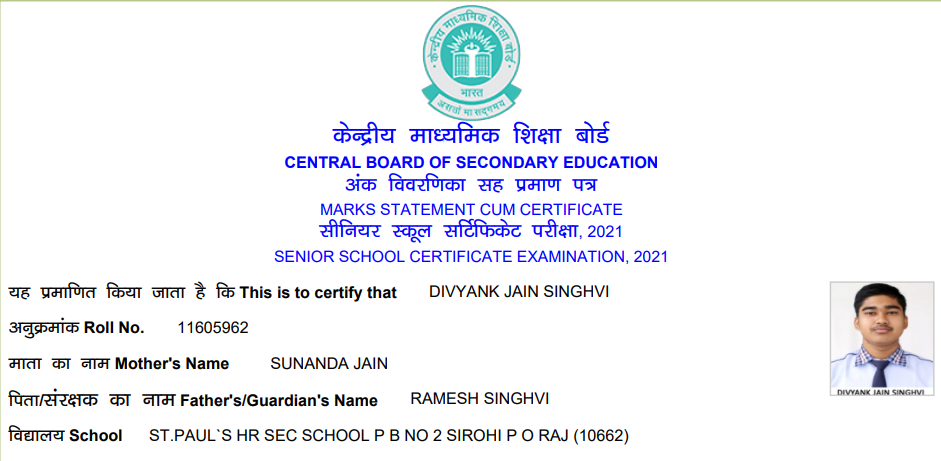 केन्द्रीय माध्यमिक शिक्षा बोर्ड
भारत
असतो मा सद्गमय
केन्द्रीय माध्यमिक शिक्षा बोर्ड
CENTRAL BOARD OF SECONDARY EDUCATION
अंक विवरणिका सह प्रमाण पत्र
MARKS STATEMENT CUM CERTIFICATE
सीनियर स्कूल सर्टिफिकेट परीक्षा, 2021
SENIOR SCHOOL CERTIFICATE EXAMINATION, 2021
यह प्रमाणित किया जाता है कि This is to certify that DIVYANK JAIN SINGHVI
अनुक्रमांक Roll No. 11605962
माता का नाम Mother's Name SUNANDA JAIN
पिता/संरक्षक का नाम Father's/Guardian's Name RAMESH SINGHVI
विद्यालय School ST.PAUL`S HR SEC SCHOOL P B NO 2 SIROHI P O RAJ (10662)
DIVYANK JAIN SINGHVI